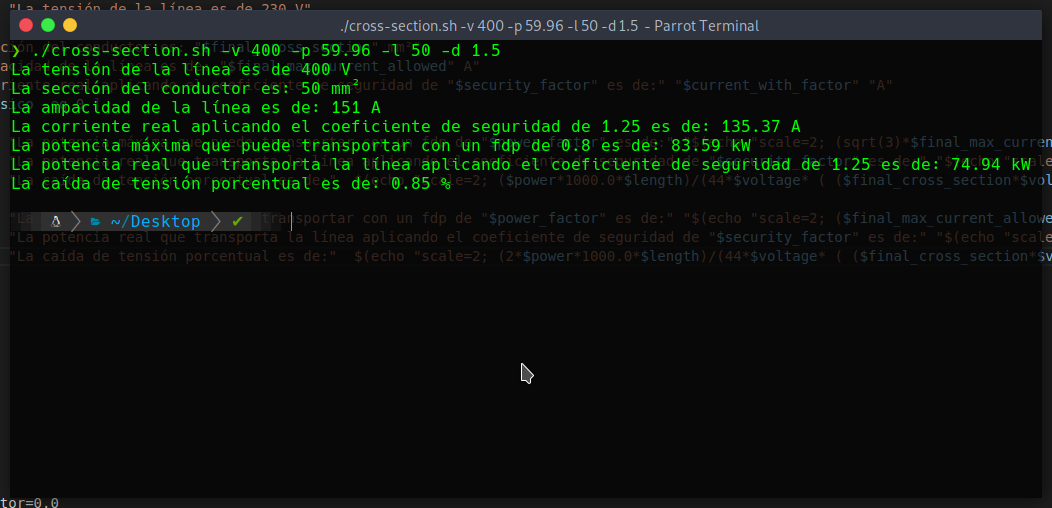 "La tensión de la línea es de 230 V"
./cross-section.sh -v 400 -p 59.96 -l 50 -d 1.5 - Parrot Terminal
❯ ./cross-section.sh -v 400 -p 59.96 -l 50 -d 1.5
La tensión de la línea es de 400 V
La sección del conductor es: 50 mm²
La ampacidad de la línea es de: 151 A
La corriente real aplicando el coeficiente de seguridad de 1.25 es de: 135.37 A
La potencia máxima que puede transportar con un fdp de 0.8 es de: 83.59 kW
La potencia real que transporta la línea aplicando el coeficiente de seguridad de 1.25 es de: 74.94 kW
La caída de tensión porcentual es de: 0.85 %
~/Desktop ✔
transportar con un fdp de "$power_factor" es de:" "$(echo "scale=2; ($final_max_current_allowe
"La potencia real que transporta la línea aplicando el coeficiente de seguridad de "$security_factor" es de:" "$(echo "scale
"La caida de tensión porcentual es de:" $(echo "scale=2; (2*$power*1000.0*$length)/(44*$voltage* ( ($final_cross_section*$v
tor=0.0